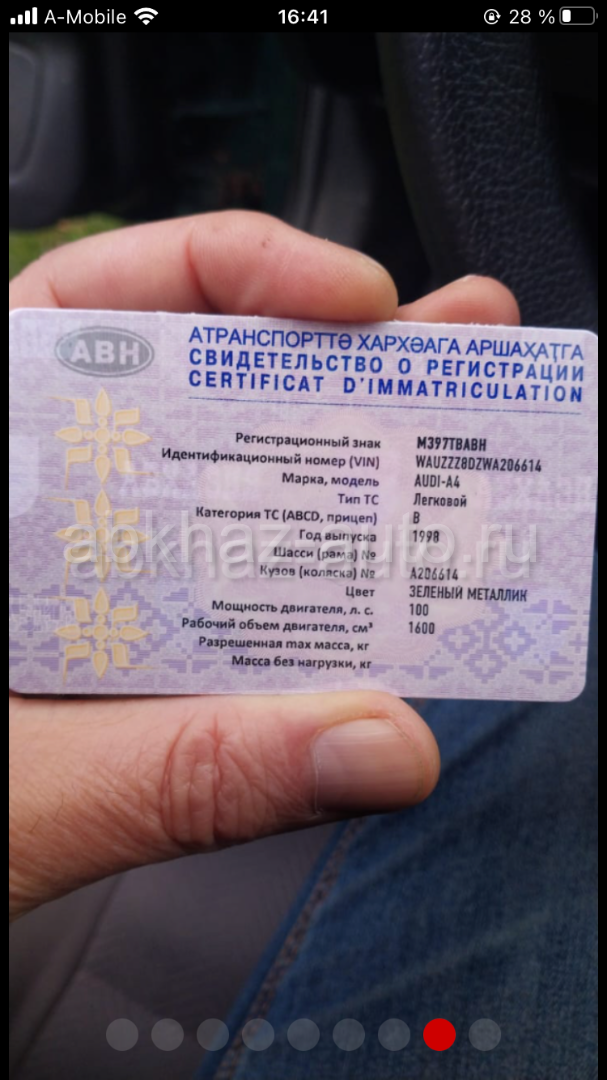 A-Mobile 16:41 28 %
АВН
АТРАНСПОРТТӘ ХАРХӘАГА АРШАҲАҬГА
СВИДЕТЕЛЬСТВО О РЕГИСТРАЦИИ
CERTIFICAT D'IMMATRICULATION
Регистрационный знак М397ТВАВН
Идентификационный номер (VIN) WAUZZZ8DZWA206614
Марка, модель AUDI-A4
Тип ТС Легковой
Категория ТС (ABCD, прицеп) B
Год выпуска 1998
abkhaz-auto.ru
Шасси (рама) №
Кузов (коляска) № А206614
Цвет ЗЕЛЕНЫЙ МЕТАЛЛИК
Мощность двигателя, л. с. 100
Рабочий объем двигателя, см³ 1600
Разрешенная max масса, кг
Масса без нагрузки, кг